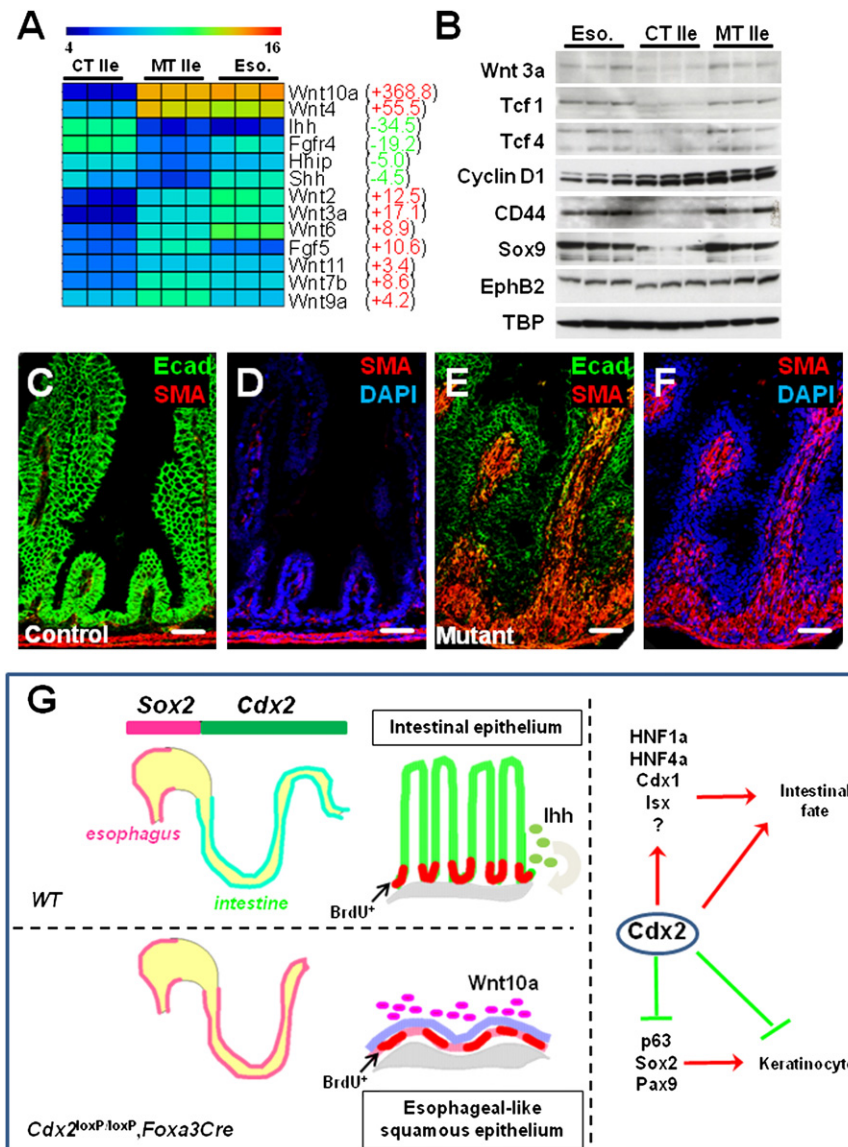 A
4
16
CT Ile MT Ile Eso.
Wnt10a (+368.8)
Wnt4 (+55.5)
Ihh (-34.5)
Fgfr4 (-19.2)
Hhip (-5.0)
Shh (-4.5)
Wnt2 (+12.5)
Wnt3a (+17.1)
Wnt6 (+8.9)
Fgf5 (+10.6)
Wnt11 (+3.4)
Wnt7b (+8.6)
Wnt9a (+4.2)
B
Eso. CT Ile MT Ile
Wnt 3a
Tcf1
Tcf4
Cyclin D1
CD44
Sox9
EphB2
TBP
C
Ecad
SMA
Control
D
SMA
DAPI
E
Ecad
SMA
Mutant
F
SMA
DAPI
G
Sox2 Cdx2
esophagus
intestine
WT
Intestinal epithelium
Ihh
BrdU+
Cdx2loxP/loxP,Foxa3Cre
Wnt10a
BrdU+
Esophageal-like
squamous epithelium
HNF1a
HNF4a
Cdx1
Isx
?
Intestinal
fate
Cdx2
p63
Sox2
Pax9
Keratinocyte